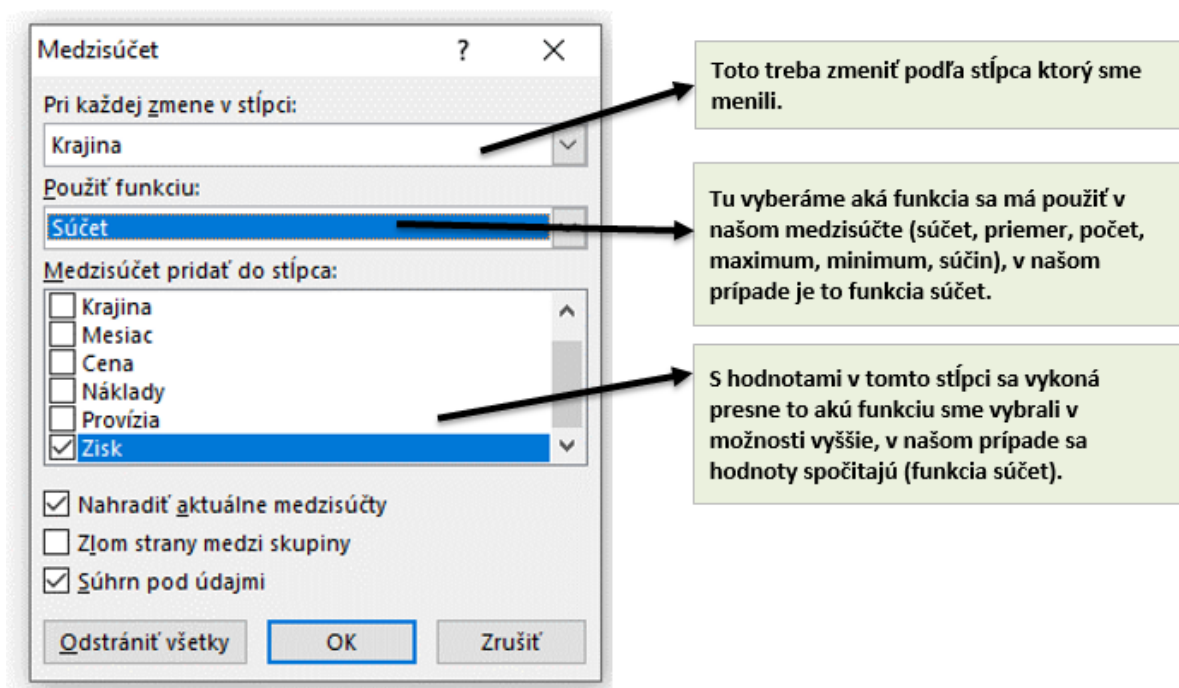 Medzisúčet ? ×
Pri každej zmene v stĺpci:
Krajina
Použiť funkciu:
Súčet
Medzisúčet pridať do stĺpca:
Krajina
Mesiac
Cena
Náklady
Provízia
Zisk
Nahradiť aktuálne medzisúčty
Zlom strany medzi skupiny
Súhrn pod údajmi
Odstrániť všetky OK Zrušiť
Toto treba zmeniť podľa stĺpca ktorý sme
menili.
Tu vyberáme aká funkcia sa má použiť v
našom medzisúčte (súčet, priemer, počet,
maximum, minimum, súčin), v našom
prípade je to funkcia súčet.
S hodnotami v tomto stĺpci sa vykoná
presne to akú funkciu sme vybrali v
možnosti vyššie, v našom prípade sa
hodnoty spočitajú (funkcia súčet).